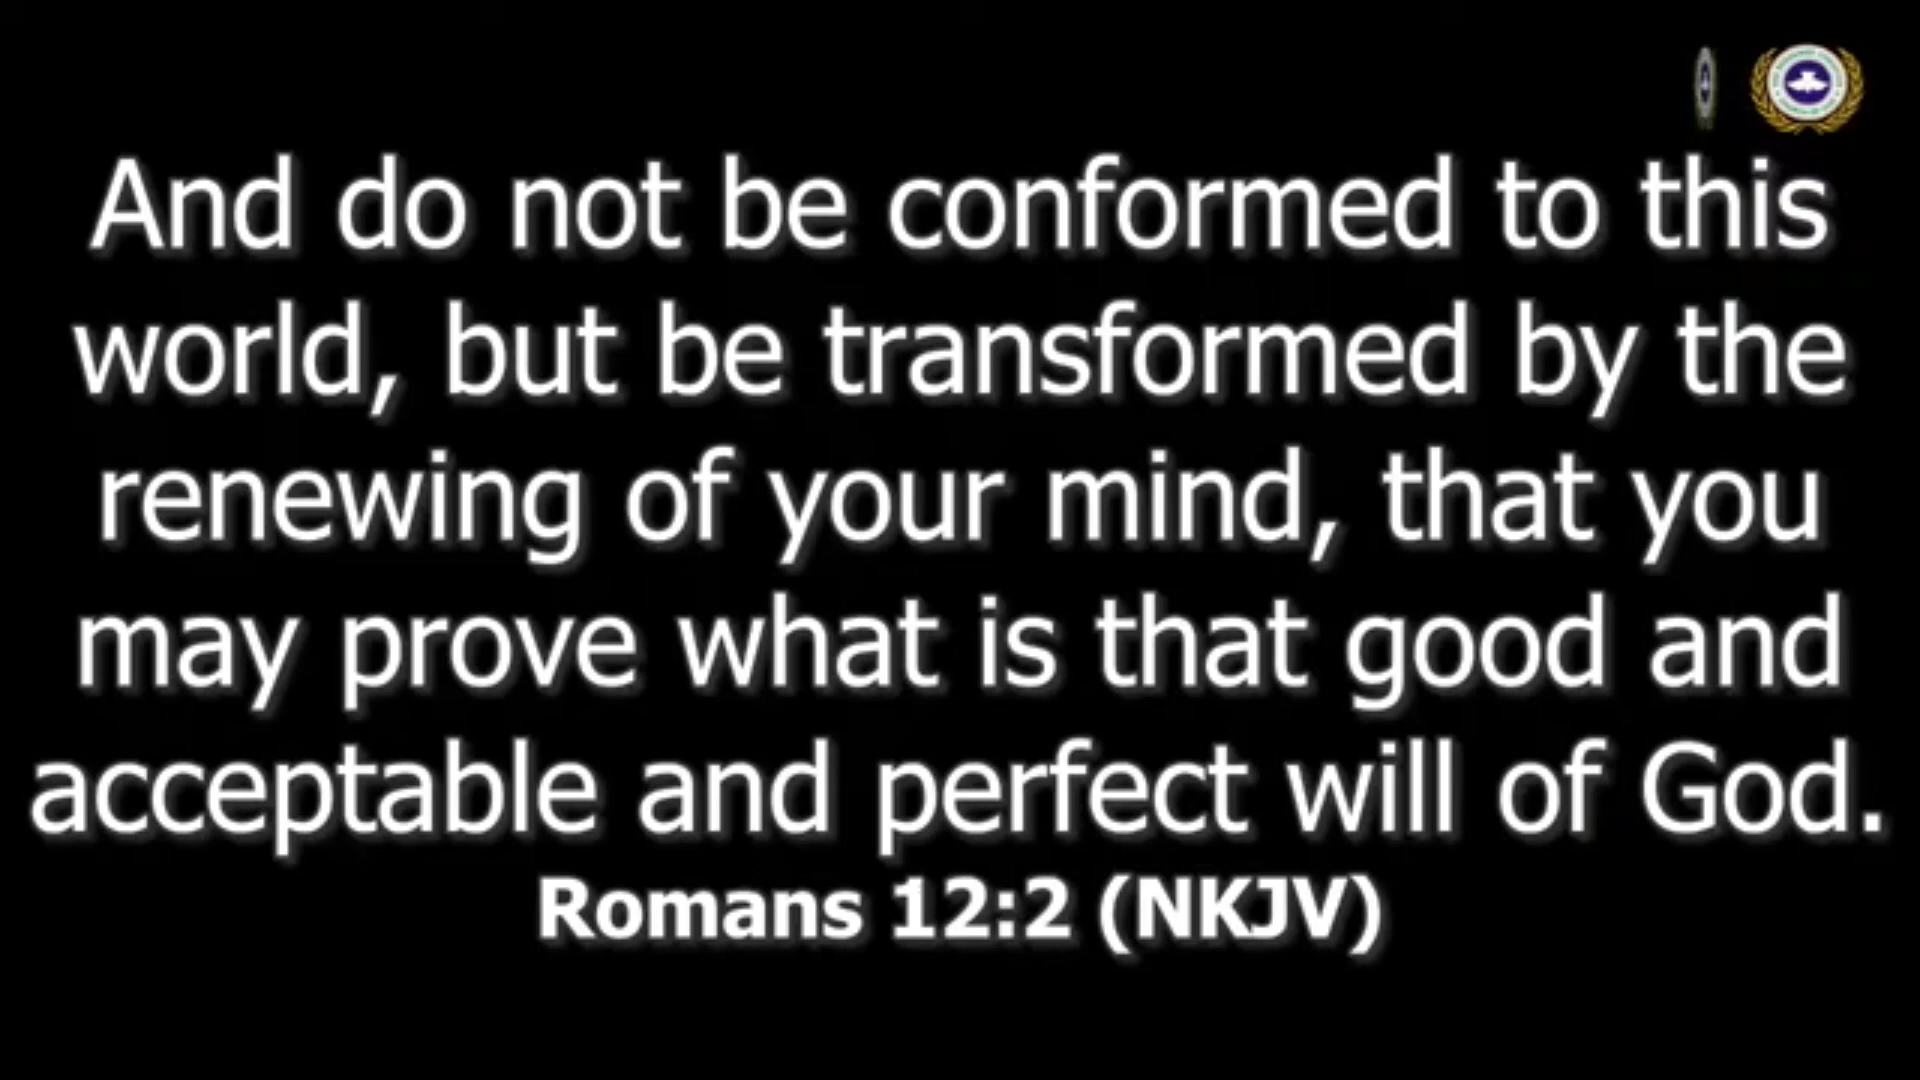 And do not be conformed to this
world, but be transformed by the
renewing of your mind, that you
may prove what is that good and
acceptable and perfect will of God.
Romans 12:2 (NKJV)